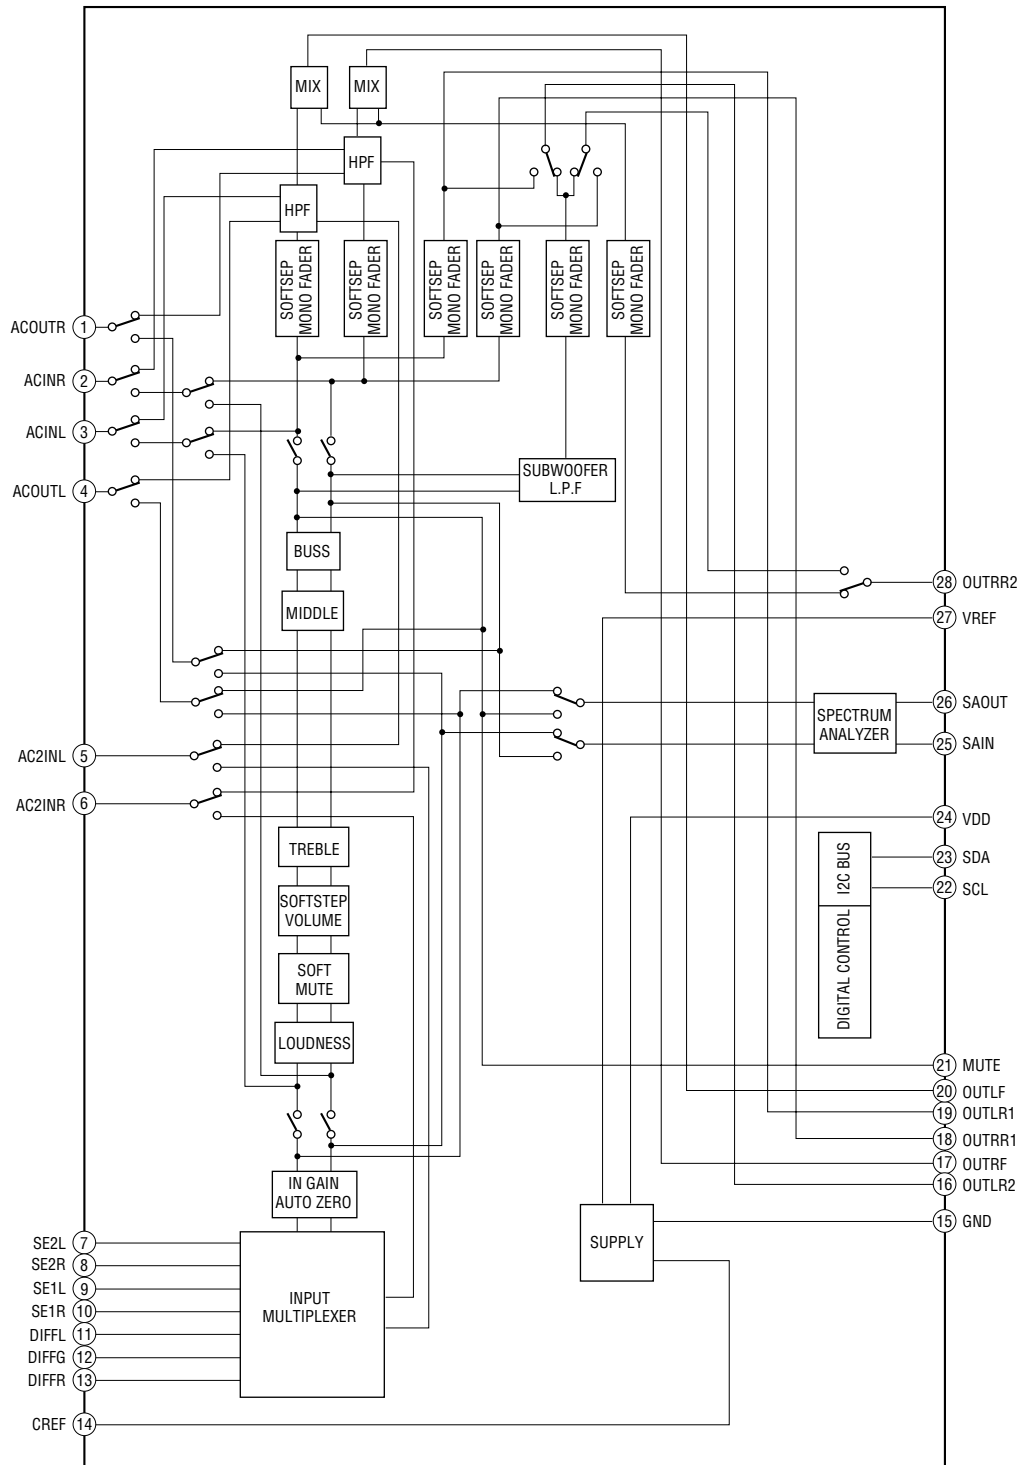 MIX
MIX
HPF
HPF
SOFTSEP
MONO FADER
SOFTSEP
MONO FADER
SOFTSEP
MONO FADER
SOFTSEP
MONO FADER
SOFTSEP
MONO FADER
SOFTSEP
MONO FADER
ACOUTR 1
ACINR 2
ACINL 3
ACOUTL 4
SUBWOOFER
L.P.F
BUSS
MIDDLE
28 OUTRR2
27 VREF
26 SAOUT
25 SAIN
SPECTRUM
ANALYZER
AC2INL 5
AC2INR 6
24 VDD
23 SDA
22 SCL
I2C BUS
DIGITAL CONTROL
TREBLE
SOFTSTEP
VOLUME
SOFT
MUTE
LOUDNESS
21 MUTE
20 OUTLF
19 OUTLR1
18 OUTRR1
17 OUTRF
16 OUTLR2
15 GND
IN GAIN
AUTO ZERO
SUPPLY
SE2L 7
SE2R 8
SE1L 9
SE1R 10
DIFFL 11
DIFFG 12
DIFFR 13
INPUT
MULTIPLEXER
CREF 14